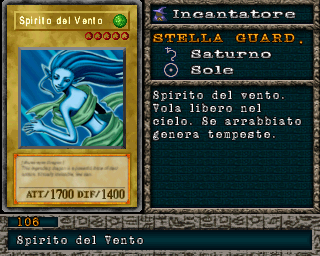 Spirito del Vento
ATT/1700 DIF/1400
Incantatore
STELLA GUARD.
Saturno
Sole
Spirito del vento.
Vola libero nel
cielo. Se arrabbiato
genera tempeste.
106
Spirito del Vento